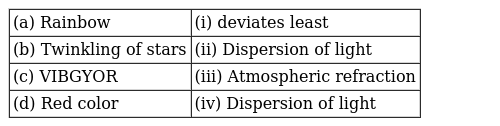 (a) Rainbow (i) deviates least
(b) Twinkling of stars (ii) Dispersion of light
(c) VIBGYOR (iii) Atmospheric refraction
(d) Red color (iv) Dispersion of light